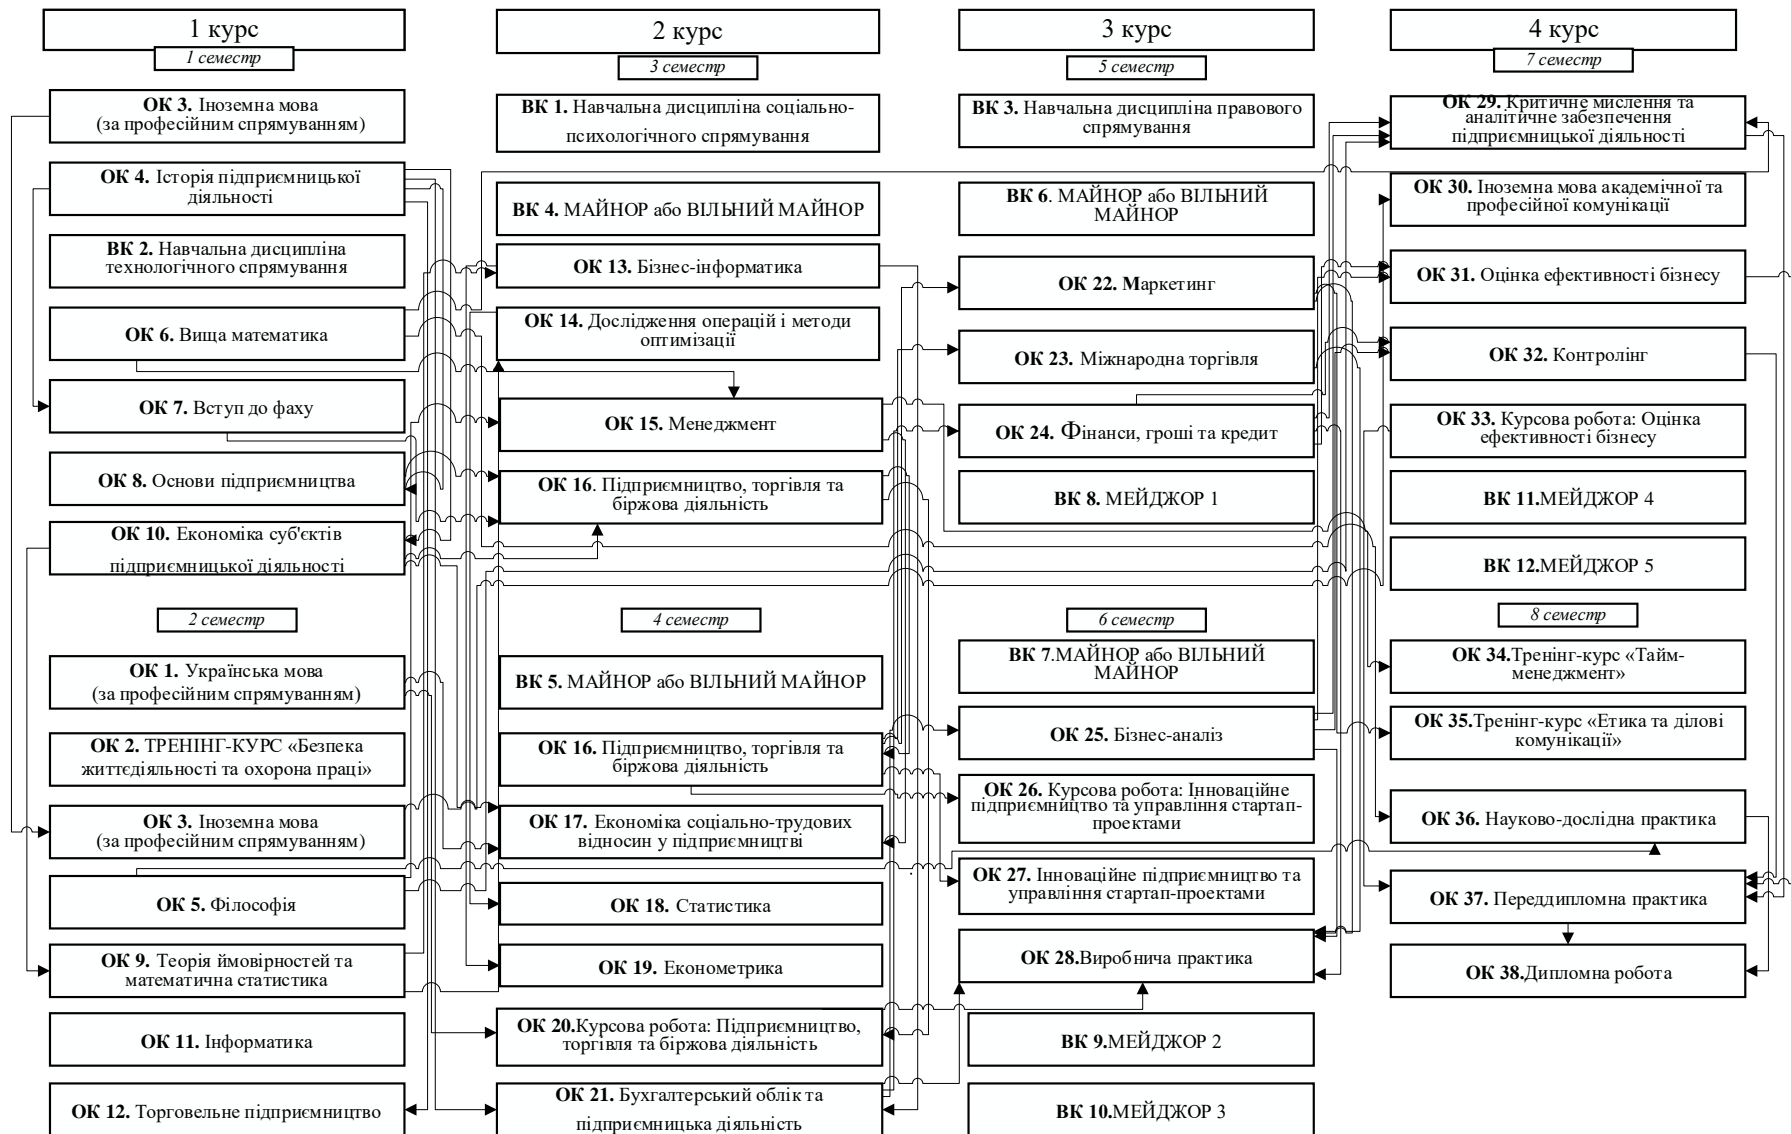 1 курс
1 семестр
ОК 3. Іноземна мова
(за професійним спрямуванням)
ОК 4. Історія підприємницької
діяльності
ВК 2. Навчальна дисципліна
технологічного спрямування
ОК 6. Вища математика
ОК 7. Вступ до фаху
ОК 8. Основи підприємництва
ОК 10. Економіка суб'єктів
підприємницької діяльності
2 семестр
ОК 1. Українська мова
(за професійним спрямуванням)
ОК 2. ТРЕНІНГ-КУРС «Безпека
життєдіяльності та охорона праці»
ОК 3. Іноземна мова
(за професійним спрямуванням)
ОК 5. Філософія
ОК 9. Теорія ймовірностей та
математична статистика
ОК 11. Інформатика
ОК 12. Торговельне підприємництво
2 курс
3 семестр
ВК 1. Навчальна дисципліна соціально-
психологічного спрямування
ВК 4. МАЙНОР або ВІЛЬНИЙ МАЙНОР
ОК 13. Бізнес-інформатика
ОК 14. Дослідження операцій і методи
оптимізації
ОК 15. Менеджмент
ОК 16. Підприємництво, торгівля та
біржова діяльність
4 семестр
ВК 5. МАЙНОР або ВІЛЬНИЙ МАЙНОР
ОК 16. Підприємництво, торгівля та
біржова діяльність
ОК 17. Економіка соціально-трудових
відносин у підприємництві
ОК 18. Статистика
ОК 19. Економетрика
ОК 20.Курсова робота: Підприємництво,
торгівля та біржова діяльність
ОК 21. Бухгалтерський облік та
підприємницька діяльність
3 курс
5 семестр
ВК 3. Навчальна дисципліна правового
спрямування
ВК 6. МАЙНОР або ВІЛЬНИЙ
МАЙНОР
ОК 22. Маркетинг
ОК 23. Міжнародна торгівля
ОК 24. Фінанси, гроші та кредит
ВК 8. МЕЙДЖОР 1
6 семестр
ВК 7.МАЙНОР або ВІЛЬНИЙ
МАЙНОР
ОК 25. Бізнес-аналіз
ОК 26. Курсова робота: Інноваційне
підприємництво та управління стартап-
проектами
ОК 27. Інноваційне підприємництво та
управління стартап-проектами
ОК 28.Виробнича практика
ВК 9.МЕЙДЖОР 2
ВК 10.МЕЙДЖОР 3
4 курс
7 семестр
ОК 29. Критичне мислення та
аналітичне забезпечення
підприємницької діяльності
ОК 30. Іноземна мова академічної та
професійної комунікації
ОК 31. Оцінка ефективності бізнесу
ОК 32. Контролінг
ОК 33. Курсова робота: Оцінка
ефективності бізнесу
ВК 11.МЕЙДЖОР 4
ВК 12.МЕЙДЖОР 5
8 семестр
ОК 34.Тренінг-курс «Тайм-
менеджмент»
ОК 35.Тренінг-курс «Етика та ділові
комунікації»
ОК 36. Науково-дослідна практика
ОК 37. Переддипломна практика
ОК 38.Дипломна робота